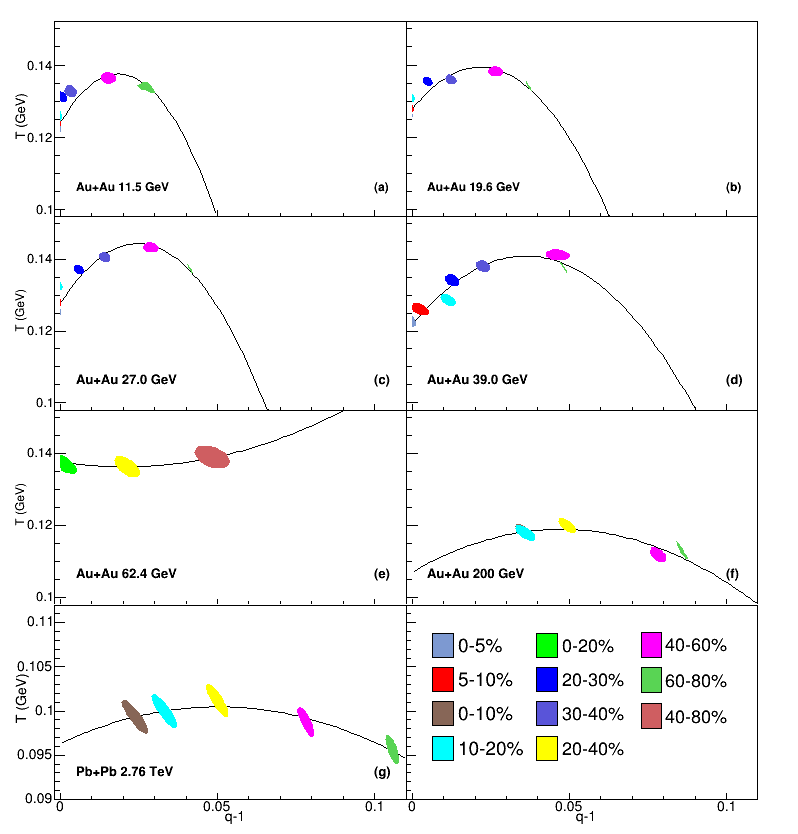 0.14
0.12
0.1
T (GeV)
Au+Au 11.5 GeV
(a)
Au+Au 19.6 GeV
(b)
0.14
0.12
0.1
T (GeV)
Au+Au 27.0 GeV
(c)
Au+Au 39.0 GeV
(d)
0.14
0.12
0.1
T (GeV)
Au+Au 62.4 GeV
(e)
Au+Au 200 GeV
(f)
0.11
0.105
0.1
0.095
0.09
T (GeV)
Pb+Pb 2.76 TeV
(g)
0-5%
0-20%
40-60%
5-10%
20-30%
60-80%
0-10%
30-40%
40-80%
10-20%
20-40%
0
0.05
0.1
q-1
0
0.05
0.1
q-1